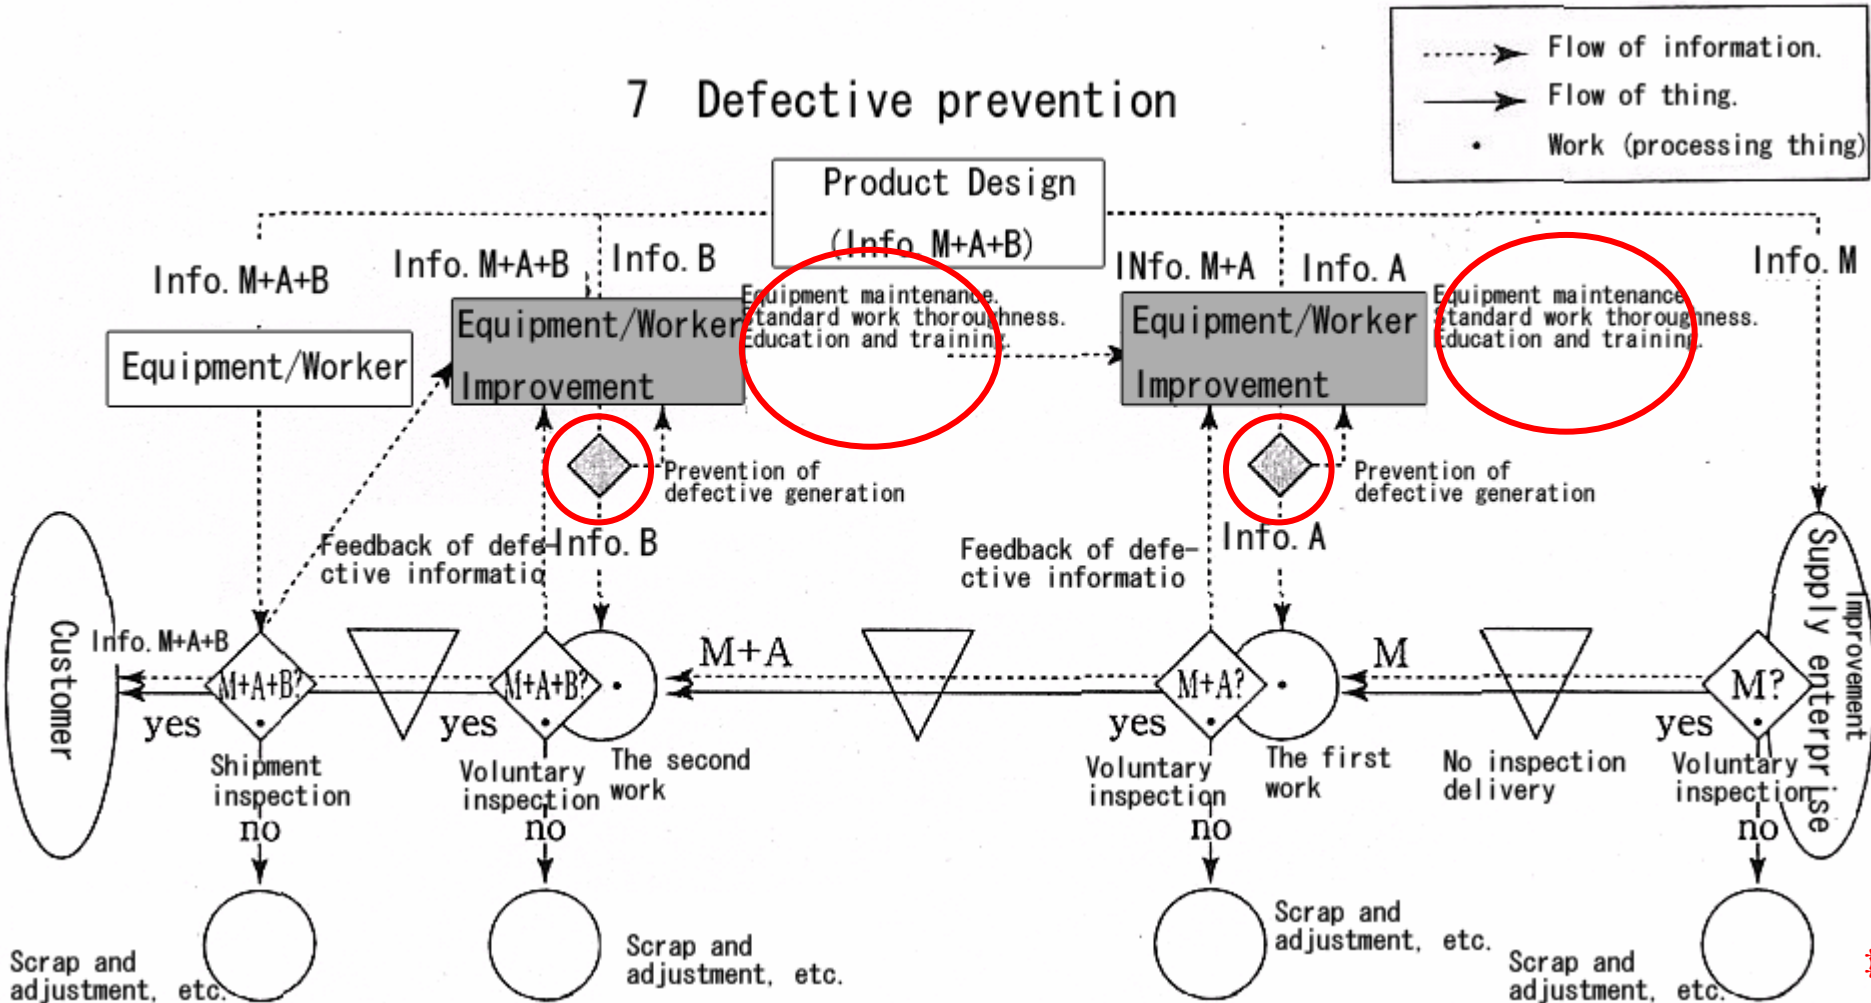 Flow of information.
Flow of thing.
Work (processing thing)
7 Defective prevention
Product Design
(Info M+A+B)
Info. M+A+B
Info. M+A+B
Info. B
INfo. M+A
Info. A
Info. M
Equipment/Worker
Equipment/Worker
Improvement
Equipment maintenance.
Standard work thoroughness.
Education and training.
Equipment/Worker
Improvement
Equipment maintenance.
Standard work thoroughness.
Education and training.
Prevention of
defective generation
Prevention of
defective generation
Feedback of defe-
ctive informatio
Info. B
Feedback of defe-
ctive informatio
Info. A
Customer
Info. M+A+B
M+A+B?
yes
M+A+B?
yes
M+A
M+A?
yes
M
M?
yes
Supply enterprise
Improvement
Shipment
inspection
no
Voluntary
inspection
no
The second
work
Voluntary
inspection
no
The first
work
No inspection
delivery
Voluntary
inspection
no
Scrap and
adjustment, etc.
Scrap and
adjustment, etc.
Scrap and
adjustment, etc.
Scrap and
adjustment, etc.